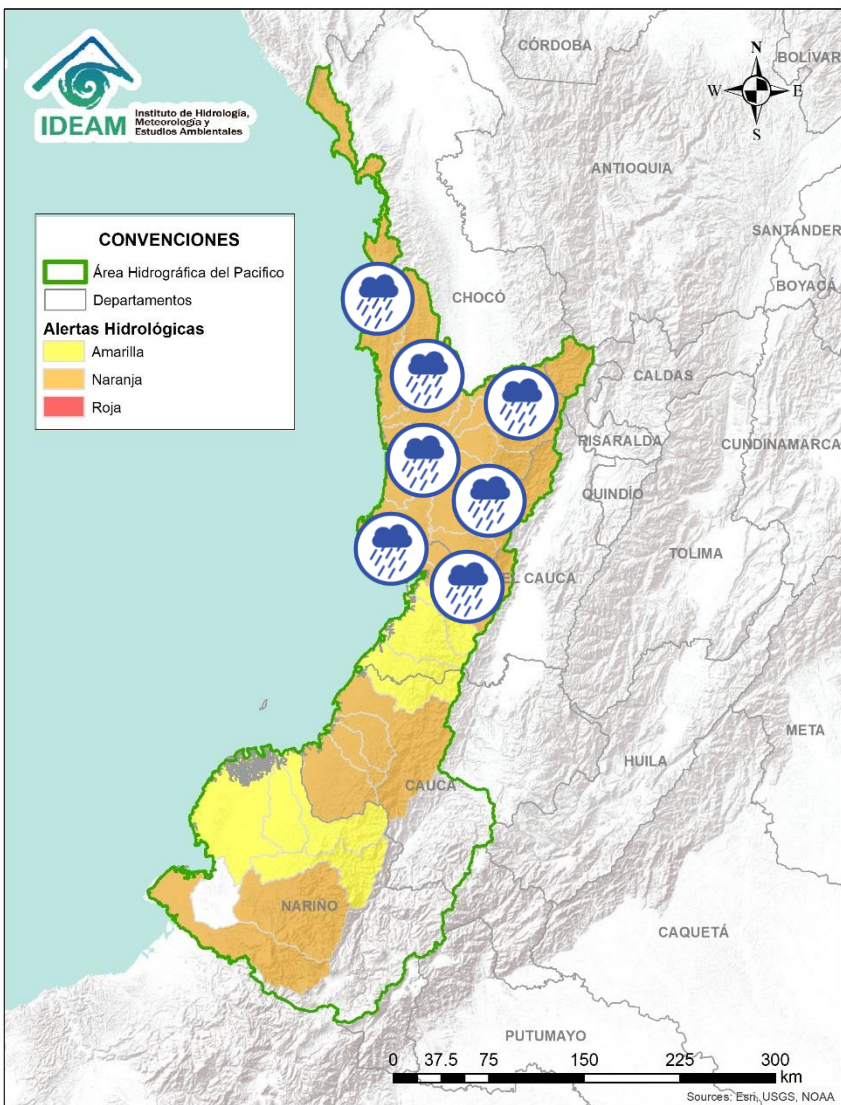 IDEAM
Instituto de Hidrología,
Meteorología y
Estudios Ambientales
CÓRDOBA
BOLÍVAR
N
W
E
S
ANTIOQUIA
SANTÁNDER
BOYACÁ
CONVENCIONES
Área Hidrográfica del Pacifico
Departamentos
Alertas Hidrológicas
Amarilla
Naranja
Roja
CHOCÓ
CALDAS
RISARALDA
CUNDINAMARCA
QUINDÍO
TOLIMA
EL CAUCA
META
HUILA
CAUCA
NARIÑO
CAQUETÁ
PUTUMAYO
0 37.5 75 150 225 300
km
Sources: Esri, USGS, NOAA